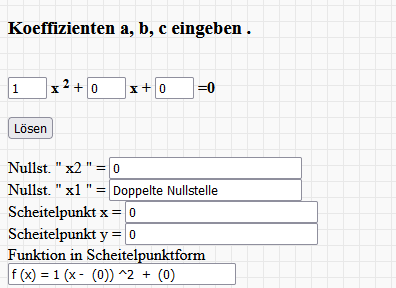 Koeffizienten a, b, c eingeben .
1 x 2 + 0 x + 0 =0
Lösen
Nullst. " x2 " = 0
Nullst. " x1 " = Doppelte Nullstelle
Scheitelpunkt x = 0
Scheitelpunkt y = 0
Funktion in Scheitelpunktform
f (x) = 1 (x - (0)) ^2 + (0)